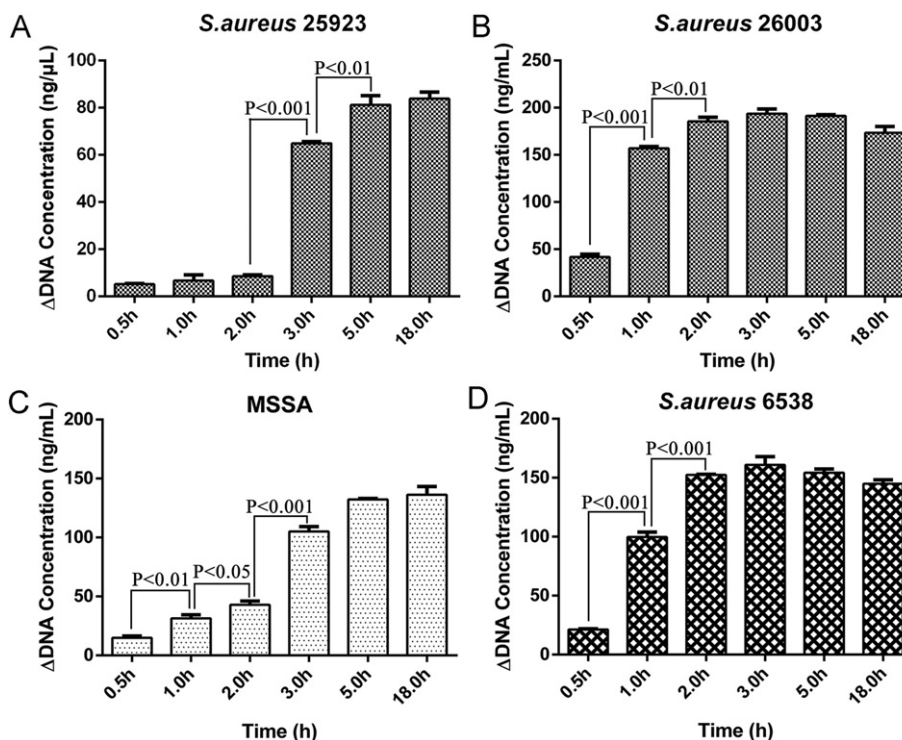 A
S.aureus 25923
ΔDNA Concentration (ng/μL)
100
80
60
40
20
0
P<0.001
P<0.01
0.5h 1.0h 2.0h 3.0h 5.0h 18.0h
Time (h)
B
S.aureus 26003
ΔDNA Concentration (ng/mL)
250
200
150
100
50
0
P<0.001
P<0.01
0.5h 1.0h 2.0h 3.0h 5.0h 18.0h
Time (h)
C
MSSA
ΔDNA Concentration (ng/mL)
200
150
100
50
0
P<0.01
P<0.05
P<0.001
0.5h 1.0h 2.0h 3.0h 5.0h 18.0h
Time (h)
D
S.aureus 6538
ΔDNA Concentration (ng/mL)
200
150
100
50
0
P<0.001
P<0.001
0.5h 1.0h 2.0h 3.0h 5.0h 18.0h
Time (h)